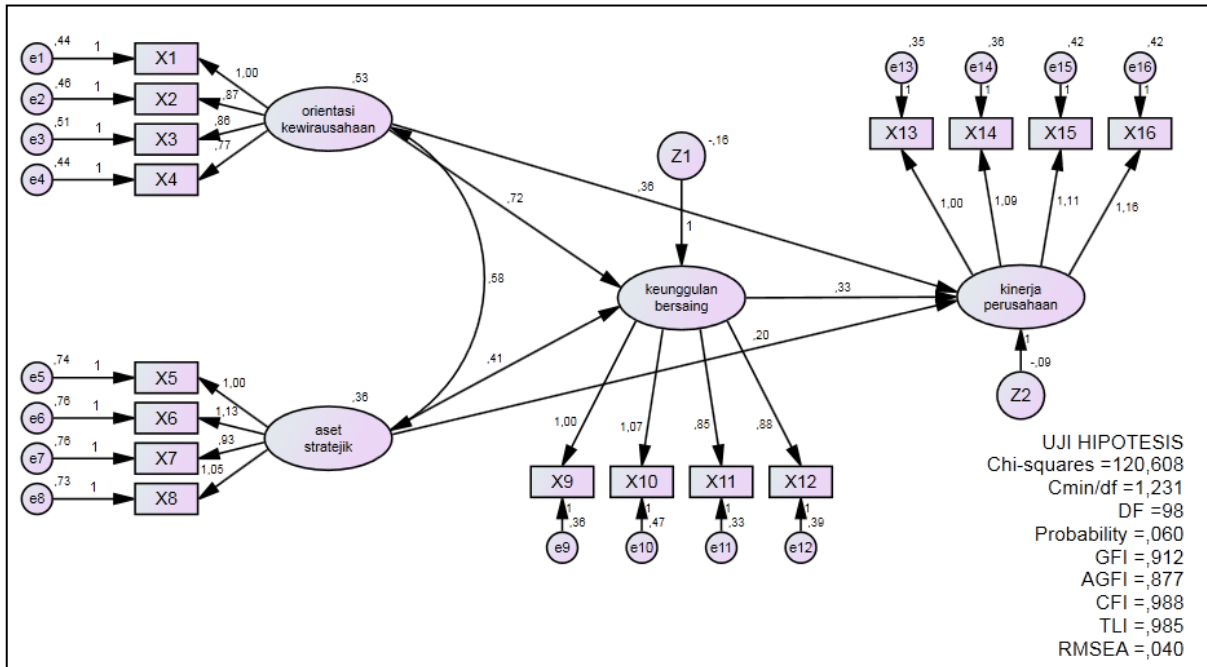 e1
,44
1
X1
1,00
e2
,46
1
X2
,87
e3
,51
1
X3
,86
e4
,44
1
X4
,77
,53
orientasi
kewirausahaan
e5
,74
1
X5
1,00
e6
,76
1
X6
1,13
e7
,76
1
X7
,93
e8
,73
1
X8
1,05
,36
aset
stratejik
,58
,72
,41
,36
,20
,33
Z1
-,16
1
keunggulan
bersaing
1,00
1,07
,85
,88
X9
X10
X11
X12
1
,36
1
,47
1
,33
1
,39
e9
e10
e11
e12
,35
,36
,42
,42
e13
e14
e15
e16
1
1
1
1
X13
X14
X15
X16
1,00
1,09
1,11
1,16
kinerja
perusahaan
1
-,09
Z2
UJI HIPOTESIS
Chi-squares =120,608
Cmin/df =1,231
DF =98
Probability =,060
GFI =,912
AGFI =,877
CFI =,988
TLI =,985
RMSEA =,040